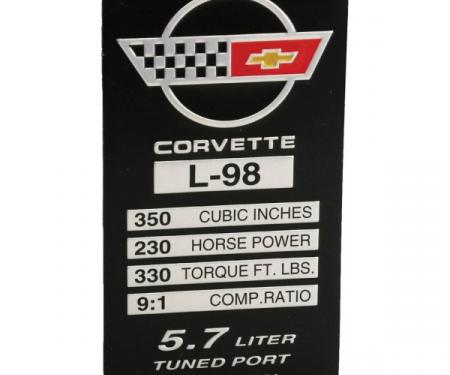 CORVETTE
L-98
350 CUBIC INCHES
230 HORSE POWER
330 TORQUE FT. LBS.
9:1 COMP.RATIO
5.7 LITER
TUNED PORT